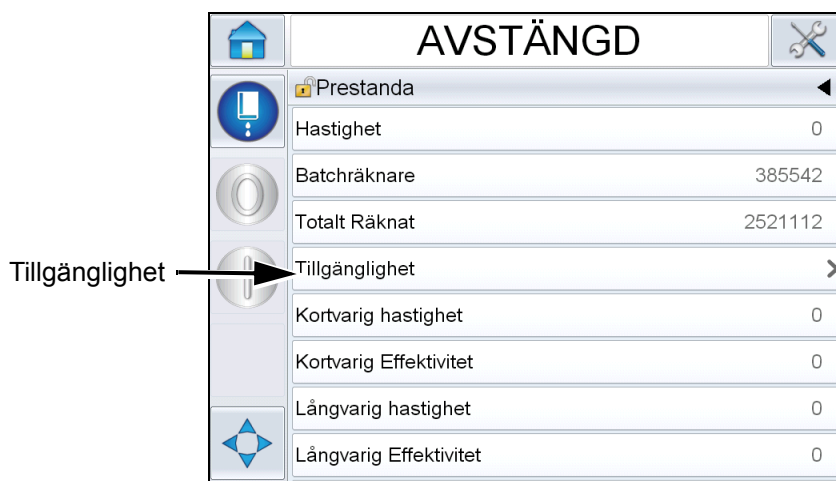 AVSTÄNGD
Prestanda
Hastighet 0
Batchräknare 385542
Totalt Räknat 2521112
Tillgänglighet
Tillgänglighet
Kortvarig hastighet 0
Kortvarig Effektivitet 0
Långvarig hastighet 0
Långvarig Effektivitet 0